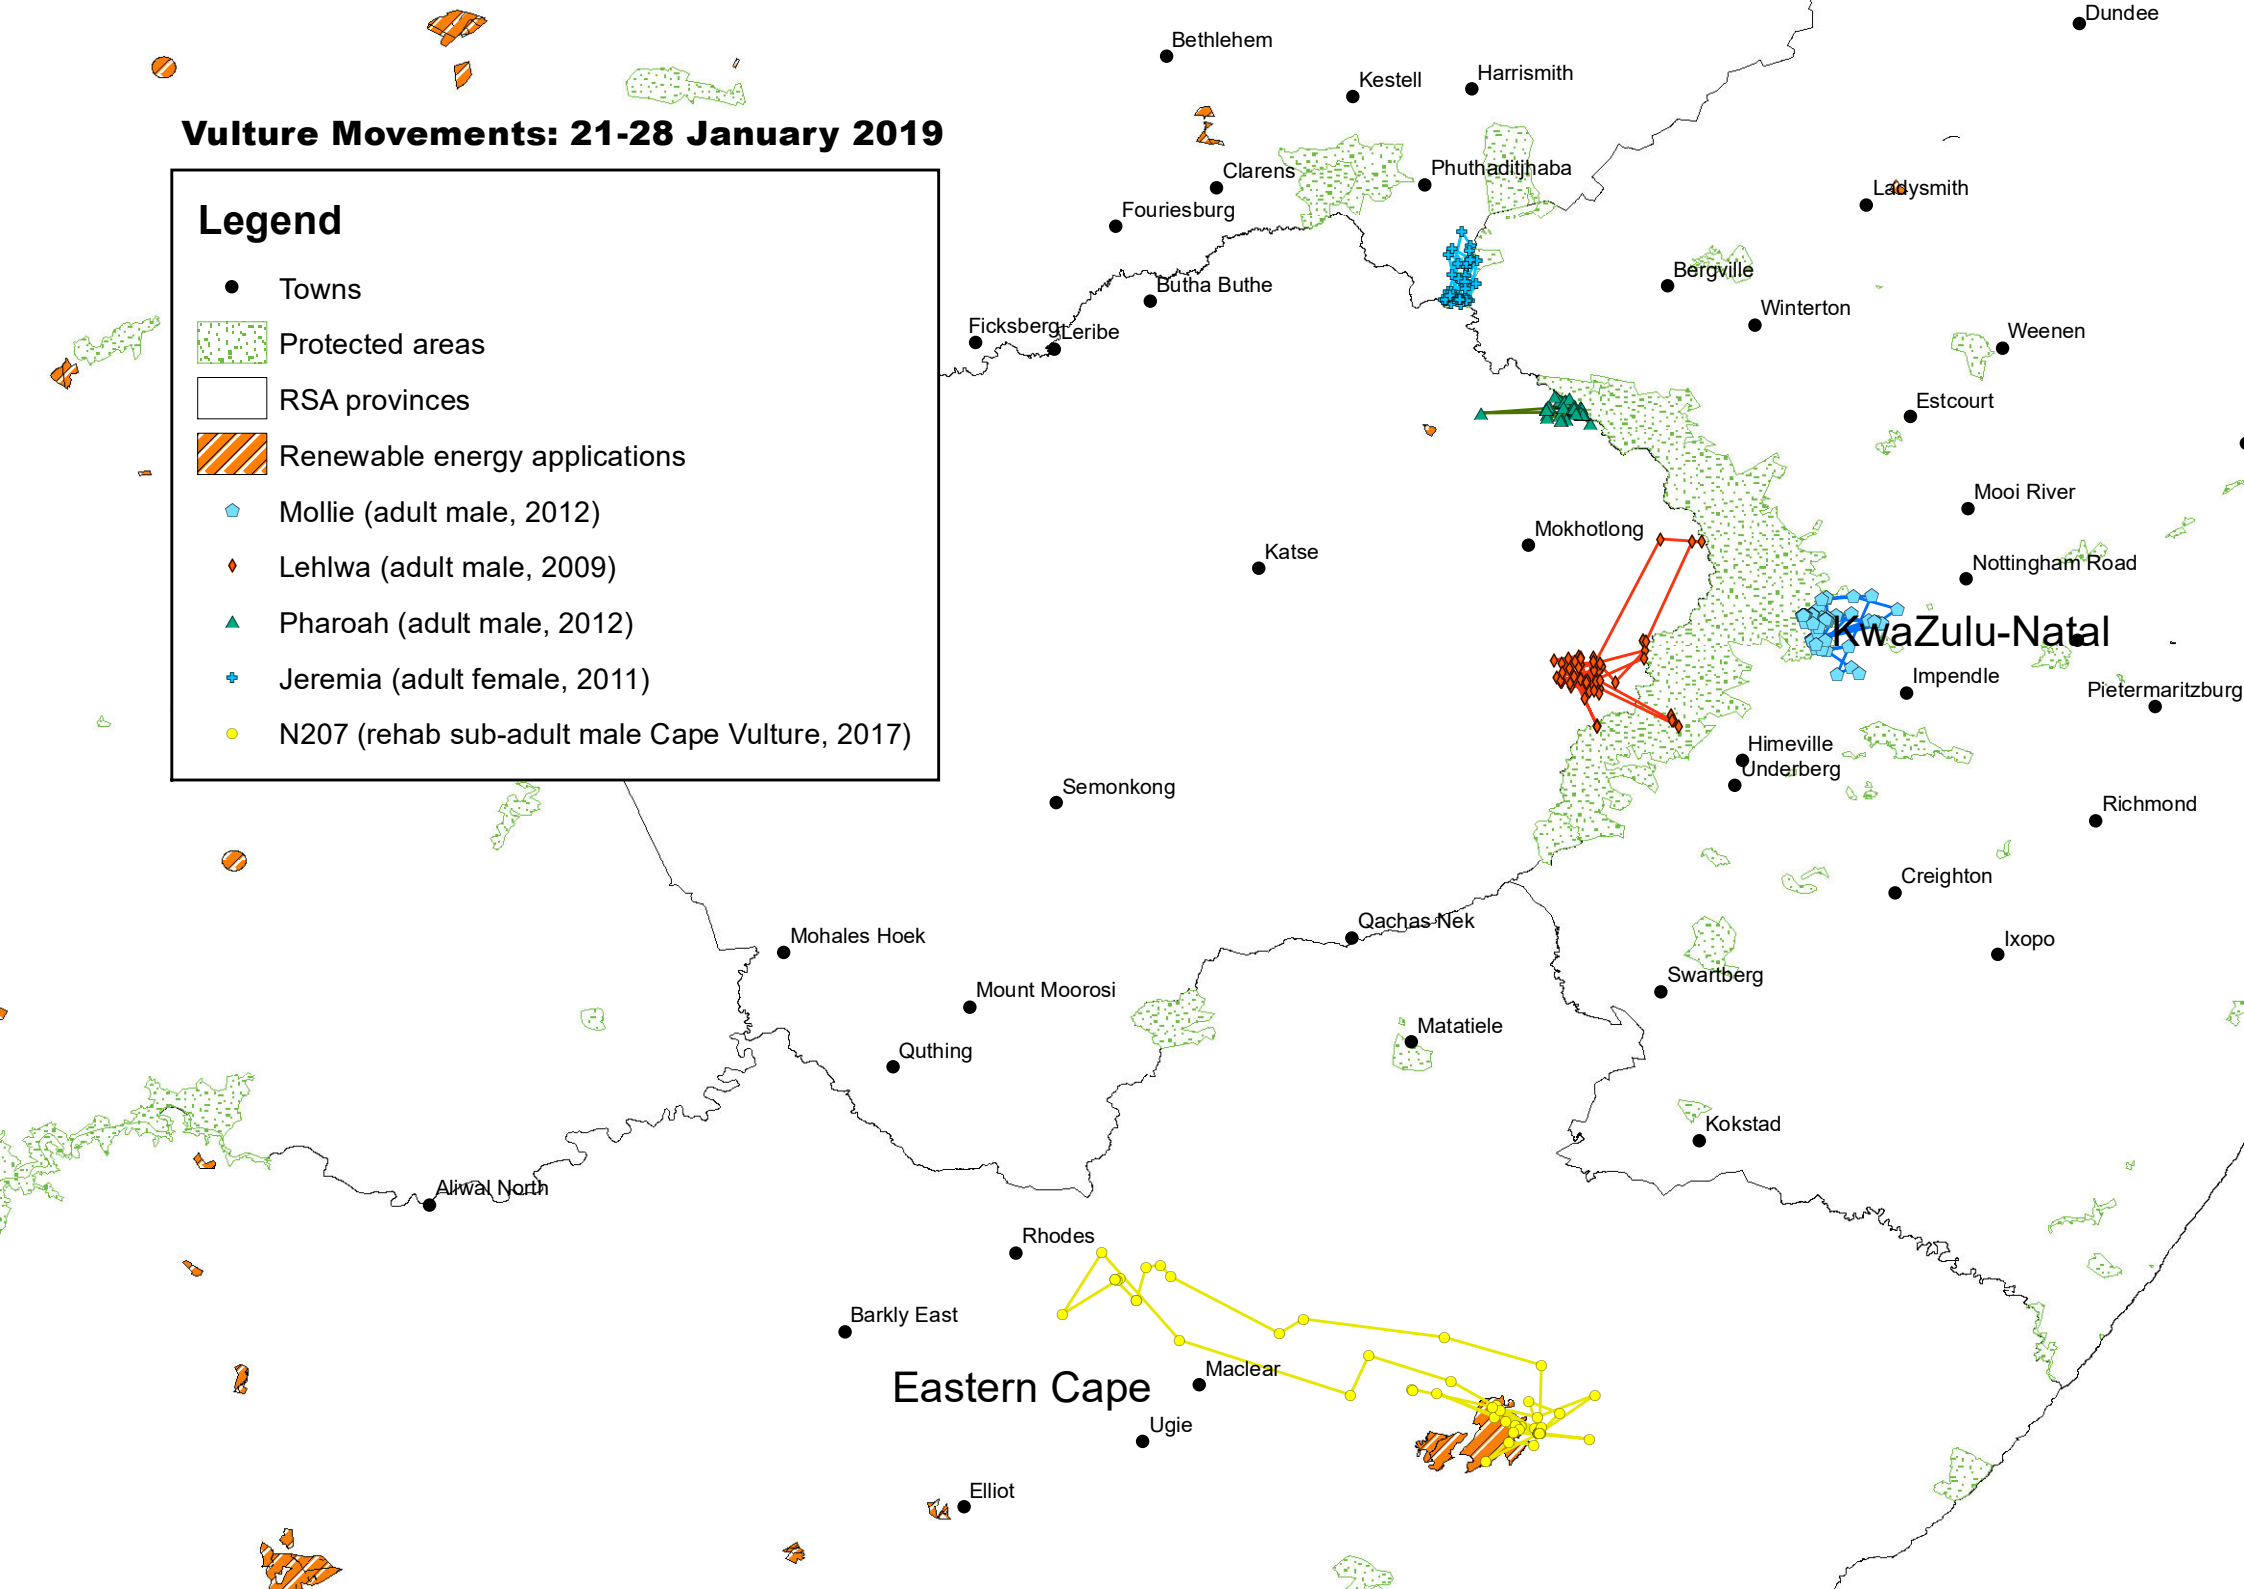 Dundee
Bethlehem
Kestell
Harrismith
Vulture Movements: 21-28 January 2019
Legend
Towns
Protected areas
RSA provinces
Renewable energy applications
Mollie (adult male, 2012)
Lehlwa (adult male, 2009)
Pharoah (adult male, 2012)
Jeremia (adult female, 2011)
N207 (rehab sub-adult male Cape Vulture, 2017)
Clarens
Phuthaditjhaba
Ladysmith
Fouriesburg
Bergville
Butha Buthe
Winterton
Ficksberg
Leribe
Weenen
Estcourt
Mooi River
Mokhotlong
Katse
Nottingham Road
KwaZulu-Natal
Impendle
Pietermaritzburg
Himeville
Underberg
Semonkong
Richmond
Creighton
Qachas Nek
Mohales Hoek
Ixopo
Swartberg
Mount Moorosi
Matatiele
Quthing
Kokstad
Aliwal North
Rhodes
Barkly East
Maclear
Eastern Cape
Ugie
Elliot